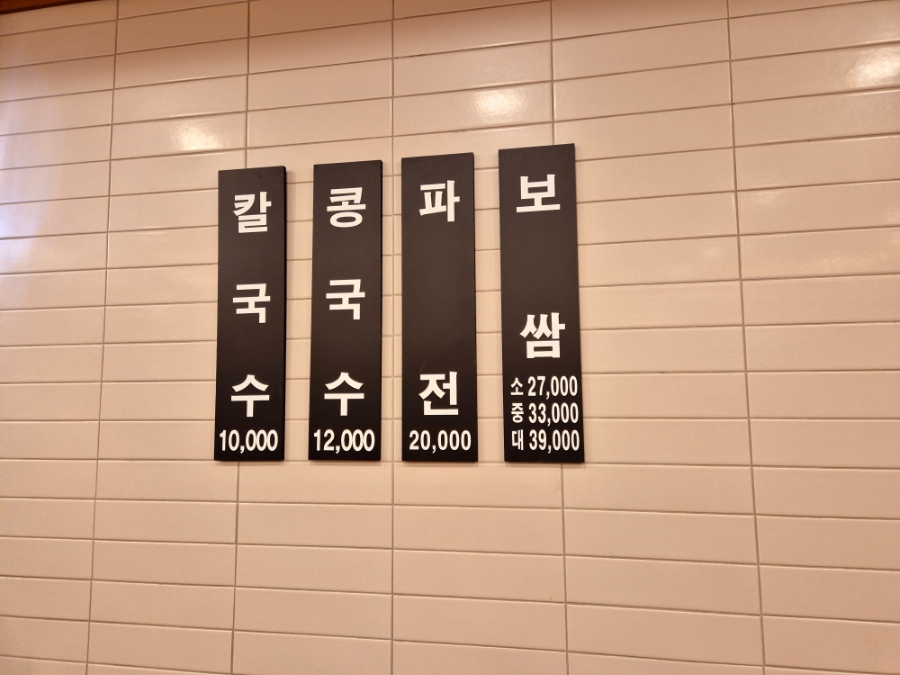 칼국수
10,000
콩국수
12,000
파전
20,000
보쌈
소 27,000
중 33,000
대 39,000